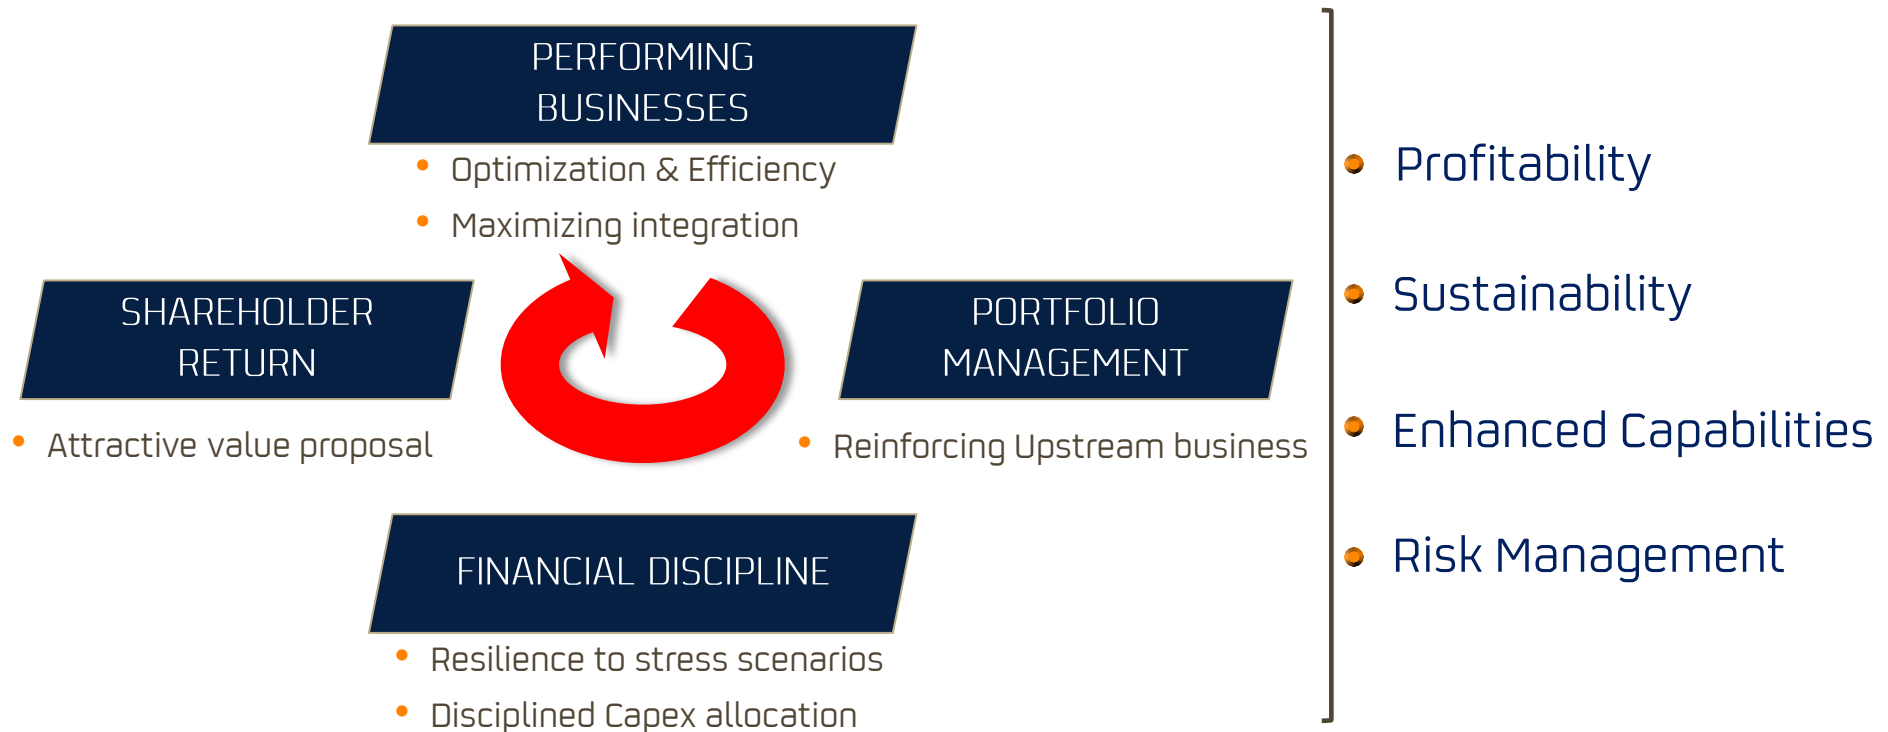 PERFORMING
BUSINESSES
• Optimization & Efficiency
• Maximizing integration
SHAREHOLDER
RETURN
• Attractive value proposal
PORTFOLIO
MANAGEMENT
• Reinforcing Upstream business
FINANCIAL DISCIPLINE
• Resilience to stress scenarios
• Disciplined Capex allocation
• Profitability
• Sustainability
• Enhanced Capabilities
• Risk Management